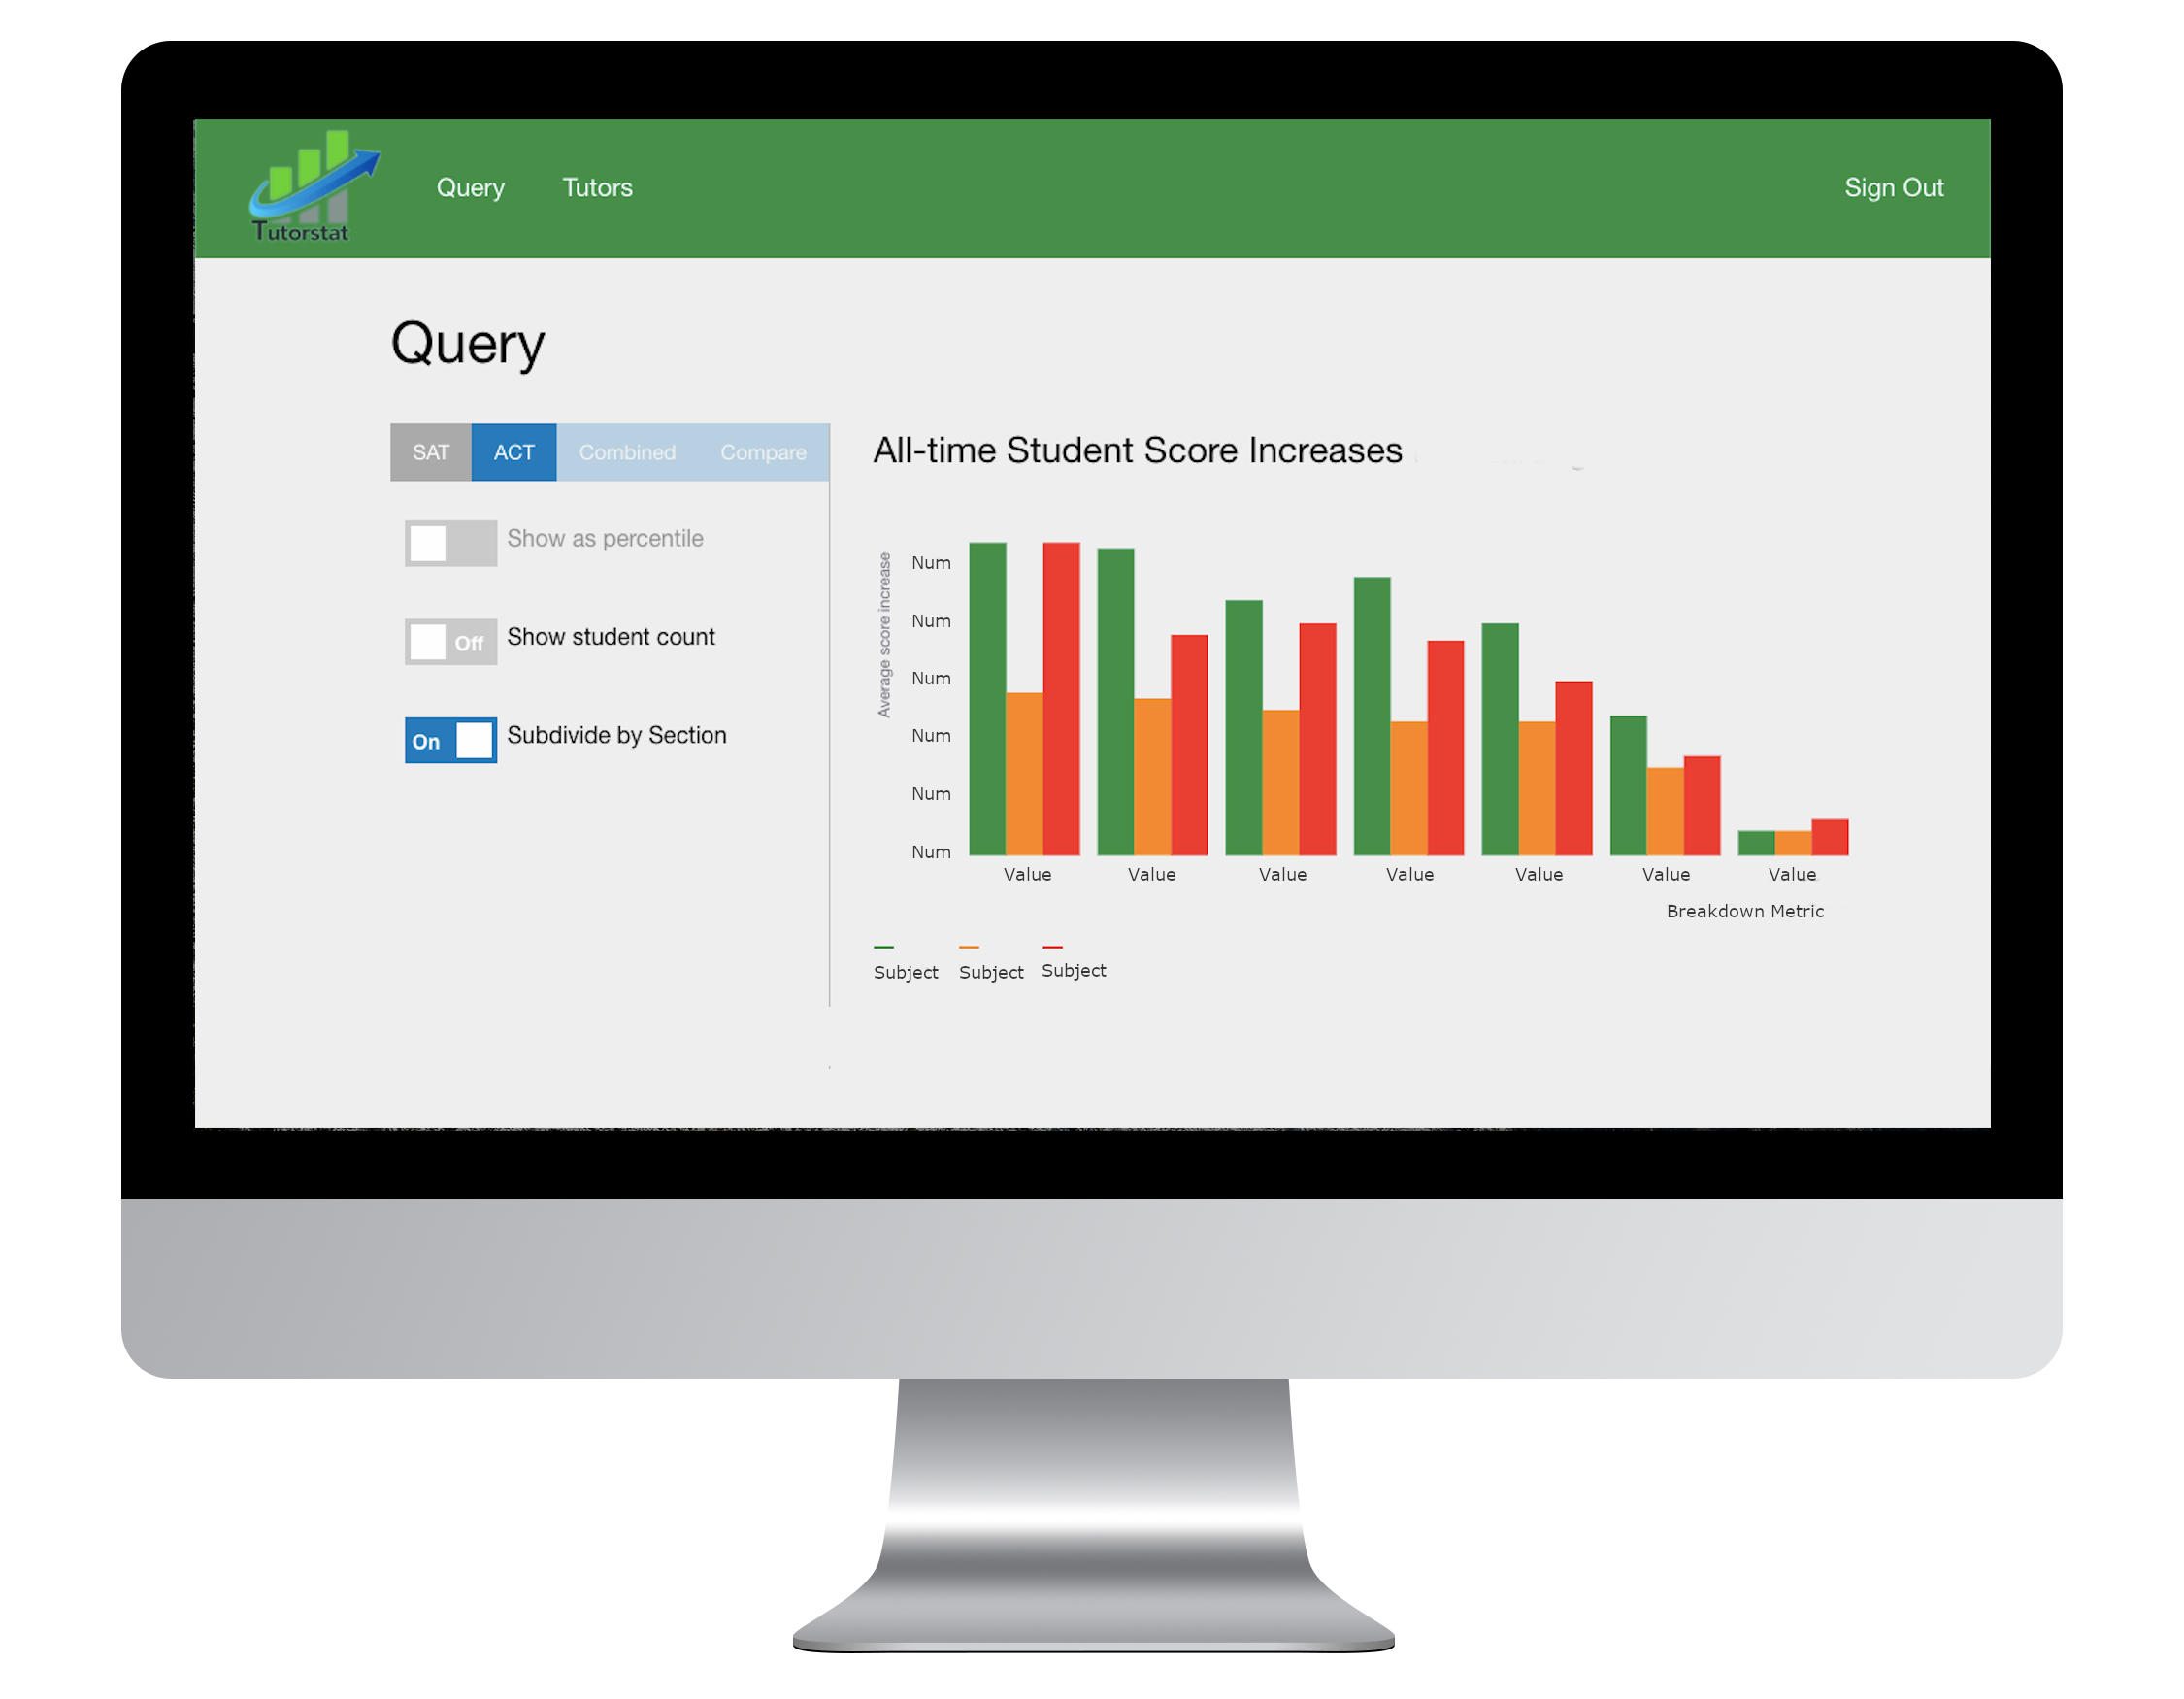 Tutorstat
Query Tutors Sign Out
Query
SAT ACT Combined Compare
Show as percentile
Off Show student count
On Subdivide by Section
All-time Student Score Increases
Average score increase
Num
Num
Num
Num
Num
Num
Value Value Value Value Value Value Value
Breakdown Metric
Subject Subject Subject